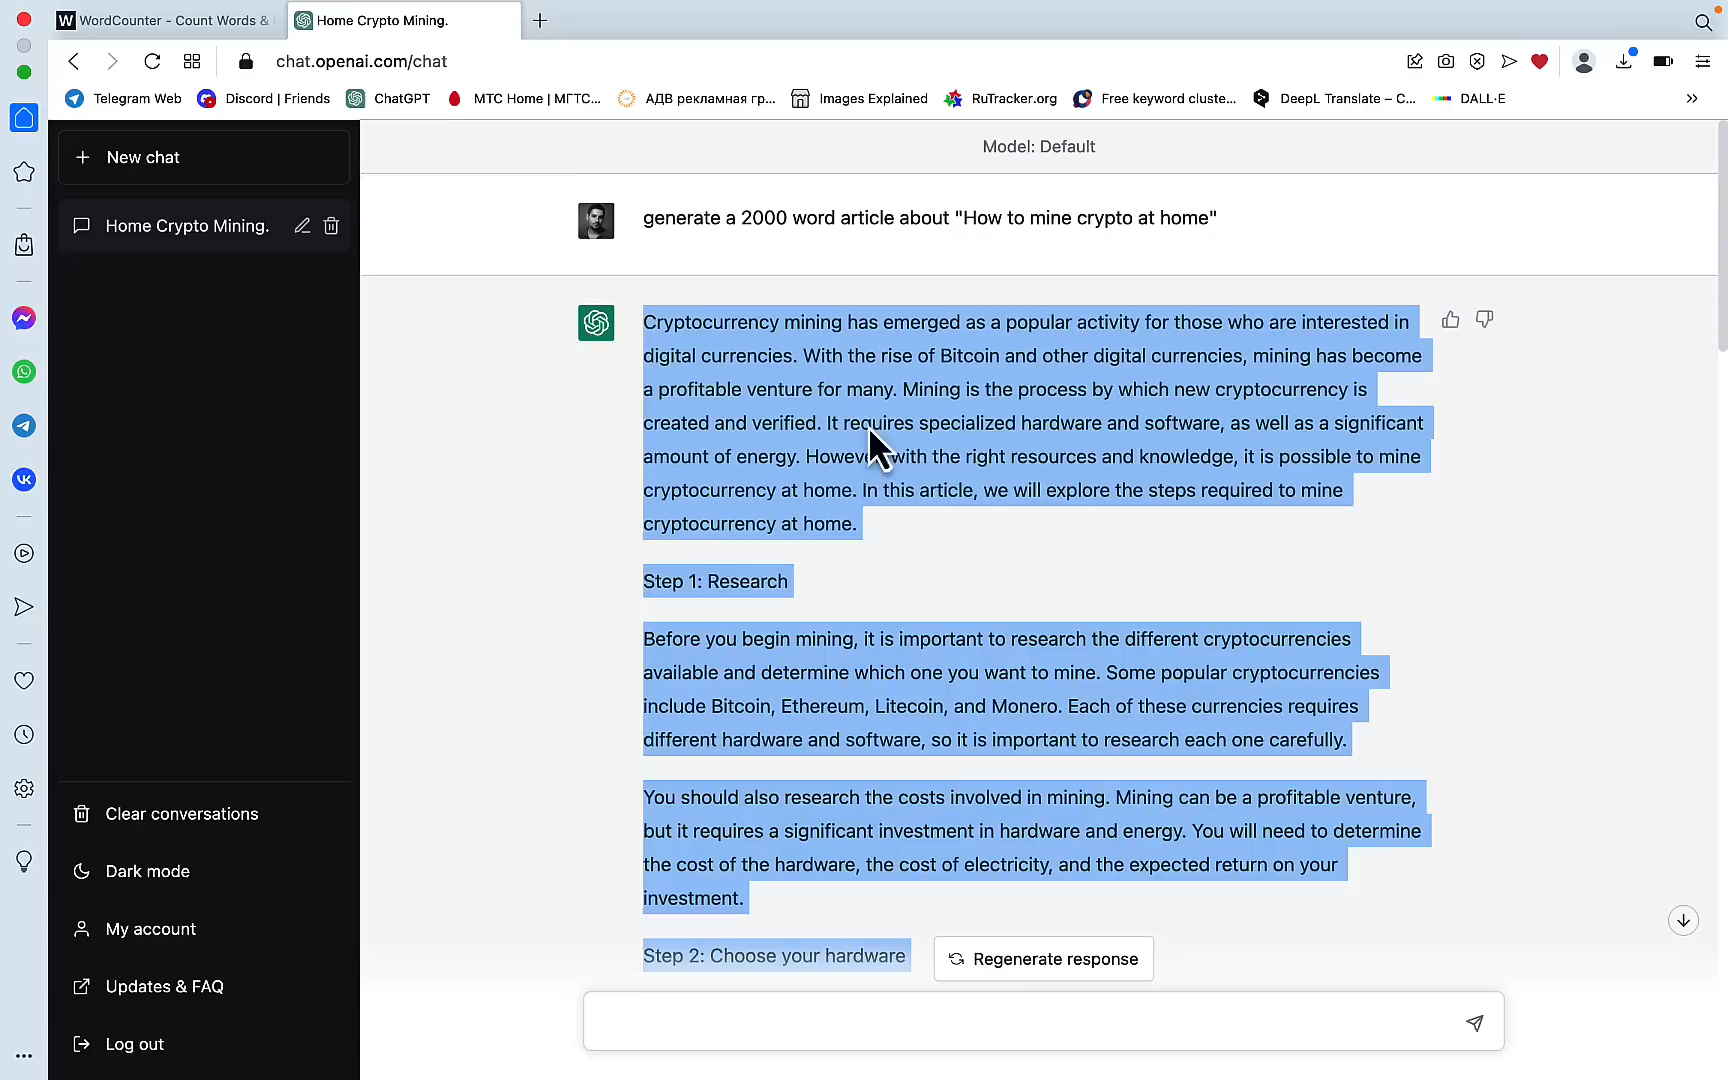 WordCounter - Count Words &
Home Crypto Mining.
chat.openai.com/chat
Telegram Web
Discord | Friends
ChatGPT
МТС Home | МГТС...
АДВ рекламная гр...
Images Explained
RuTracker.org
Free keyword cluste...
DeepL Translate – C...
DALL·E
New chat
Home Crypto Mining.
Clear conversations
Dark mode
My account
Updates & FAQ
Log out
Model: Default
generate a 2000 word article about "How to mine crypto at home"
Cryptocurrency mining has emerged as a popular activity for those who are interested in
digital currencies. With the rise of Bitcoin and other digital currencies, mining has become
a profitable venture for many. Mining is the process by which new cryptocurrency is
created and verified. It requires specialized hardware and software, as well as a significant
amount of energy. However, with the right resources and knowledge, it is possible to mine
cryptocurrency at home. In this article, we will explore the steps required to mine
cryptocurrency at home.
Step 1: Research
Before you begin mining, it is important to research the different cryptocurrencies
available and determine which one you want to mine. Some popular cryptocurrencies
include Bitcoin, Ethereum, Litecoin, and Monero. Each of these currencies requires
different hardware and software, so it is important to research each one carefully.
You should also research the costs involved in mining. Mining can be a profitable venture,
but it requires a significant investment in hardware and energy. You will need to determine
the cost of the hardware, the cost of electricity, and the expected return on your
investment.
Step 2: Choose your hardware
Regenerate response